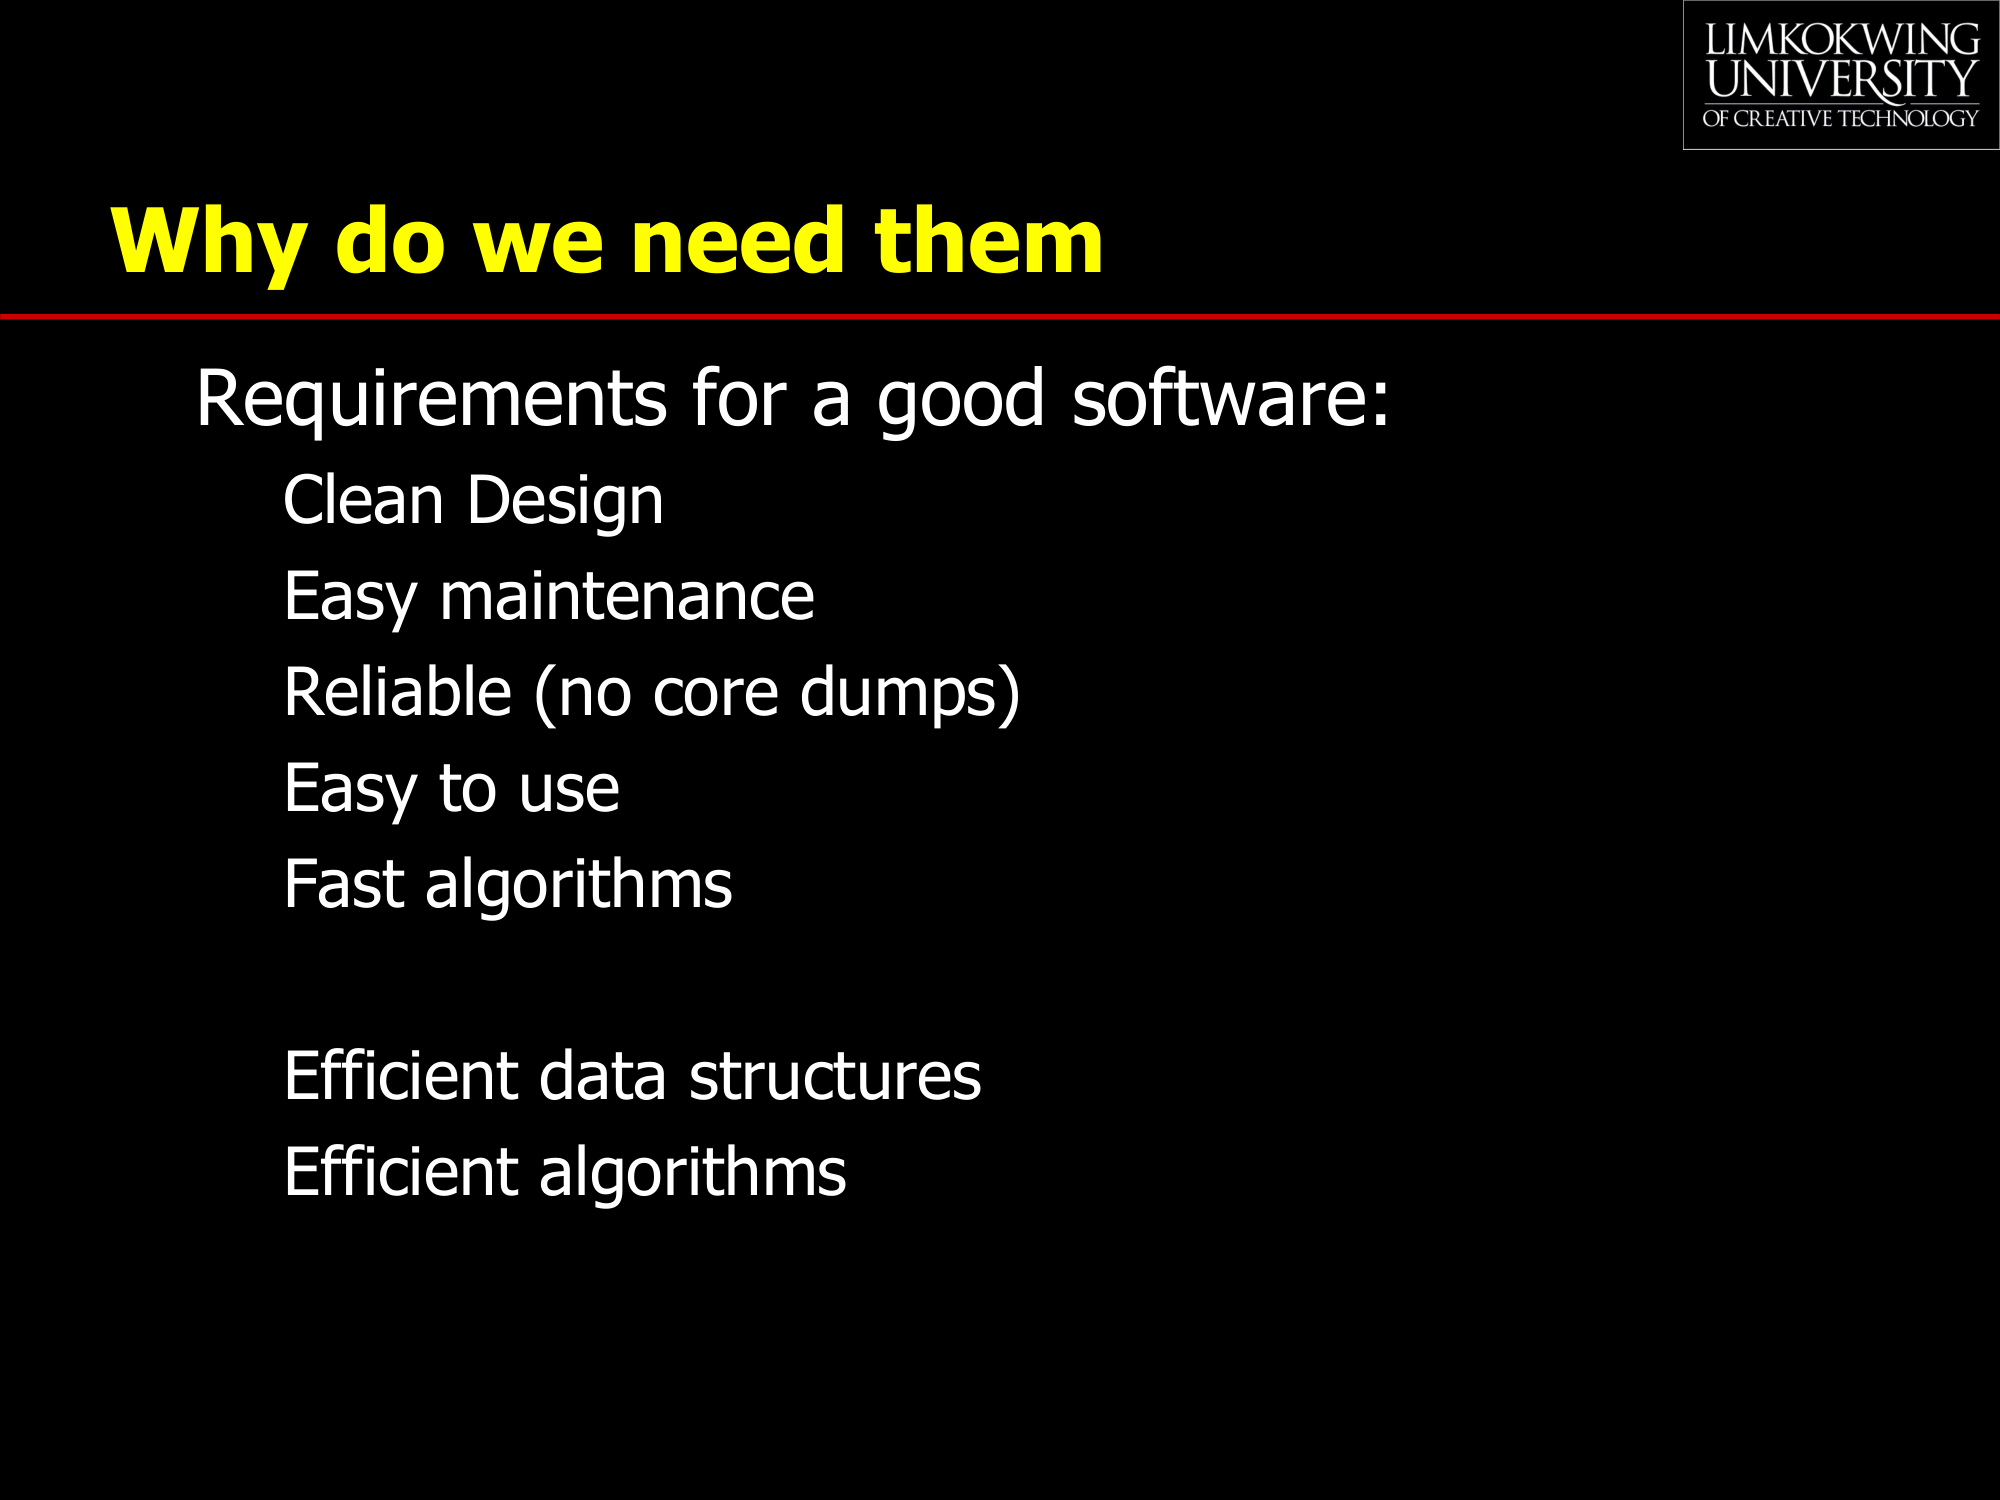 LIMKOKWING
UNIVERSITY
OF CREATIVE TECHNOLOGY
Why do we need them
Requirements for a good software:
Clean Design
Easy maintenance
Reliable (no core dumps)
Easy to use
Fast algorithms
Efficient data structures
Efficient algorithms